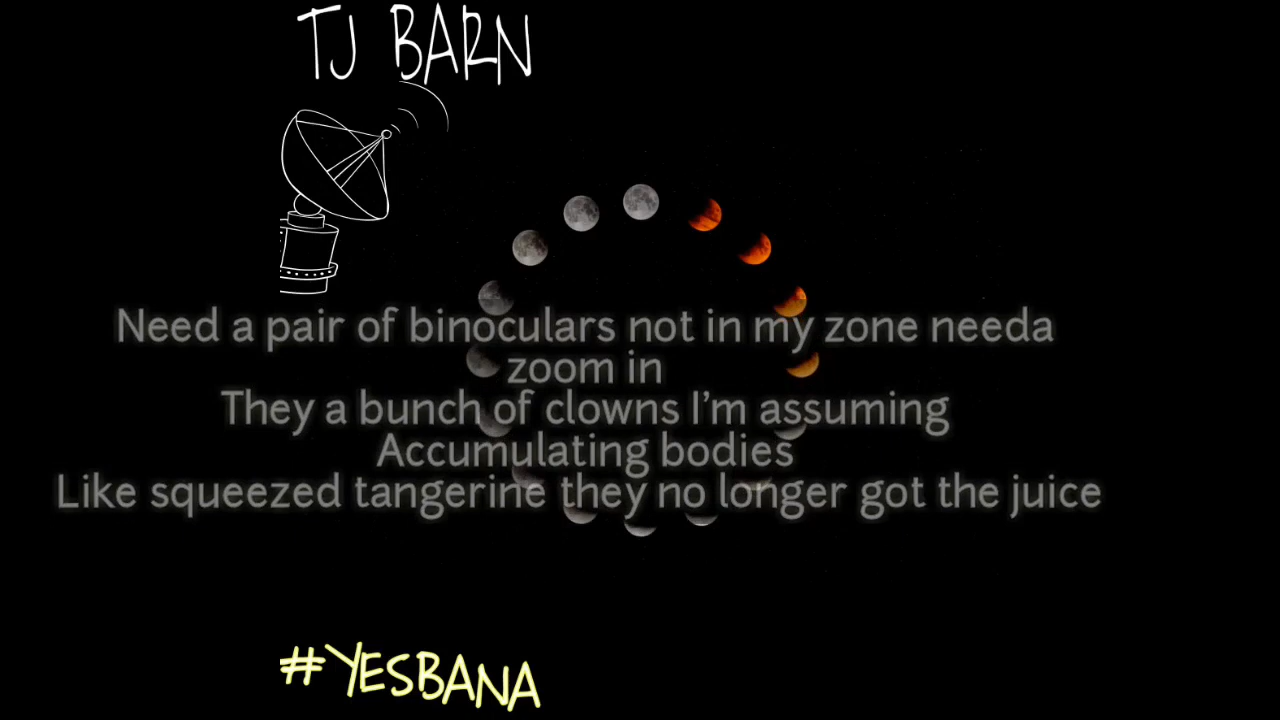 TJ BARN
Need a pair of binoculars not in my zone needa
zoom in
They a bunch of clowns I'm assuming
Accumulating bodies
Like squeezed tangerine they no longer got the juice
#YESBANA